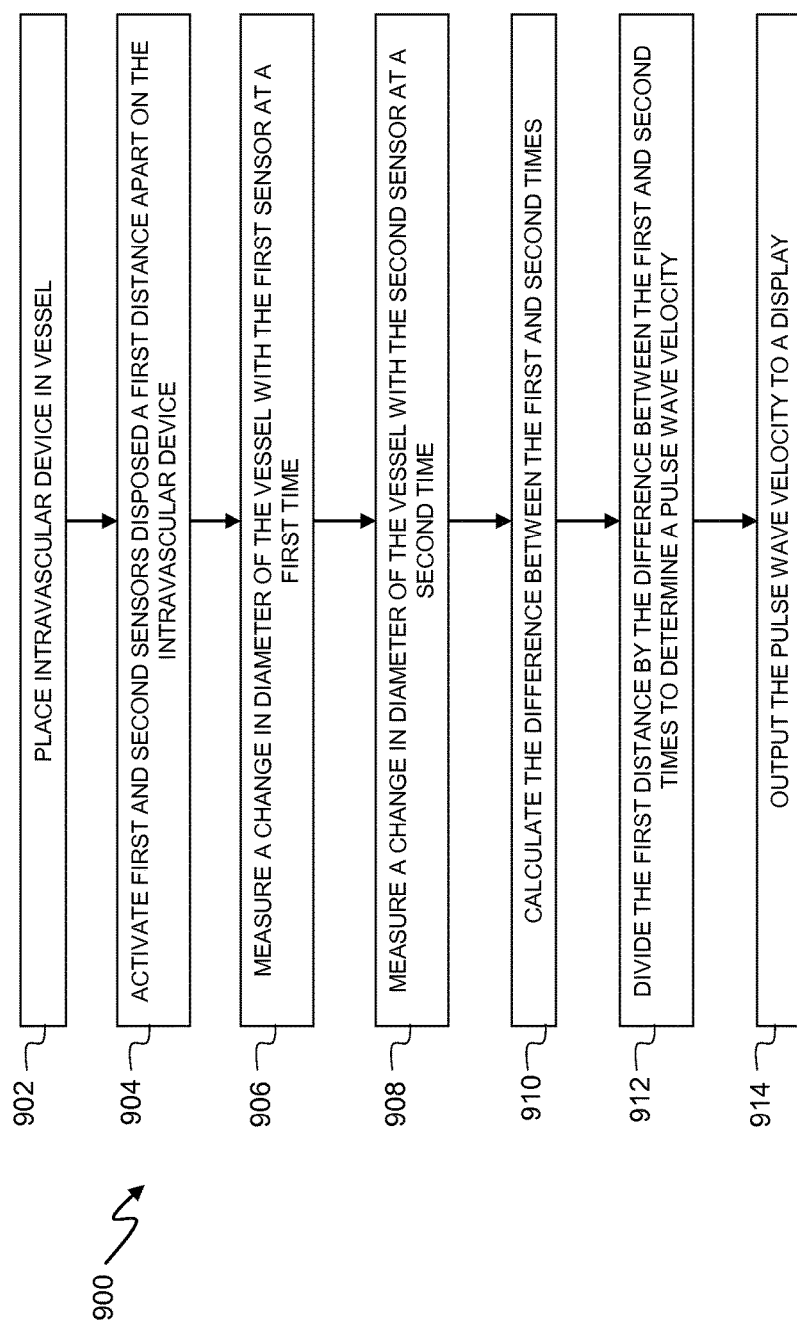 900
902
PLACE INTRAVASCULAR DEVICE IN VESSEL
904
ACTIVATE FIRST AND SECOND SENSORS DISPOSED A FIRST DISTANCE APART ON THE
INTRAVASCULAR DEVICE
906
MEASURE A CHANGE IN DIAMETER OF THE VESSEL WITH THE FIRST SENSOR AT A
FIRST TIME
908
MEASURE A CHANGE IN DIAMETER OF THE VESSEL WITH THE SECOND SENSOR AT A
SECOND TIME
910
CALCULATE THE DIFFERENCE BETWEEN THE FIRST AND SECOND TIMES
912
DIVIDE THE FIRST DISTANCE BY THE DIFFERENCE BETWEEN THE FIRST AND SECOND
TIMES TO DETERMINE A PULSE WAVE VELOCITY
914
OUTPUT THE PULSE WAVE VELOCITY TO A DISPLAY